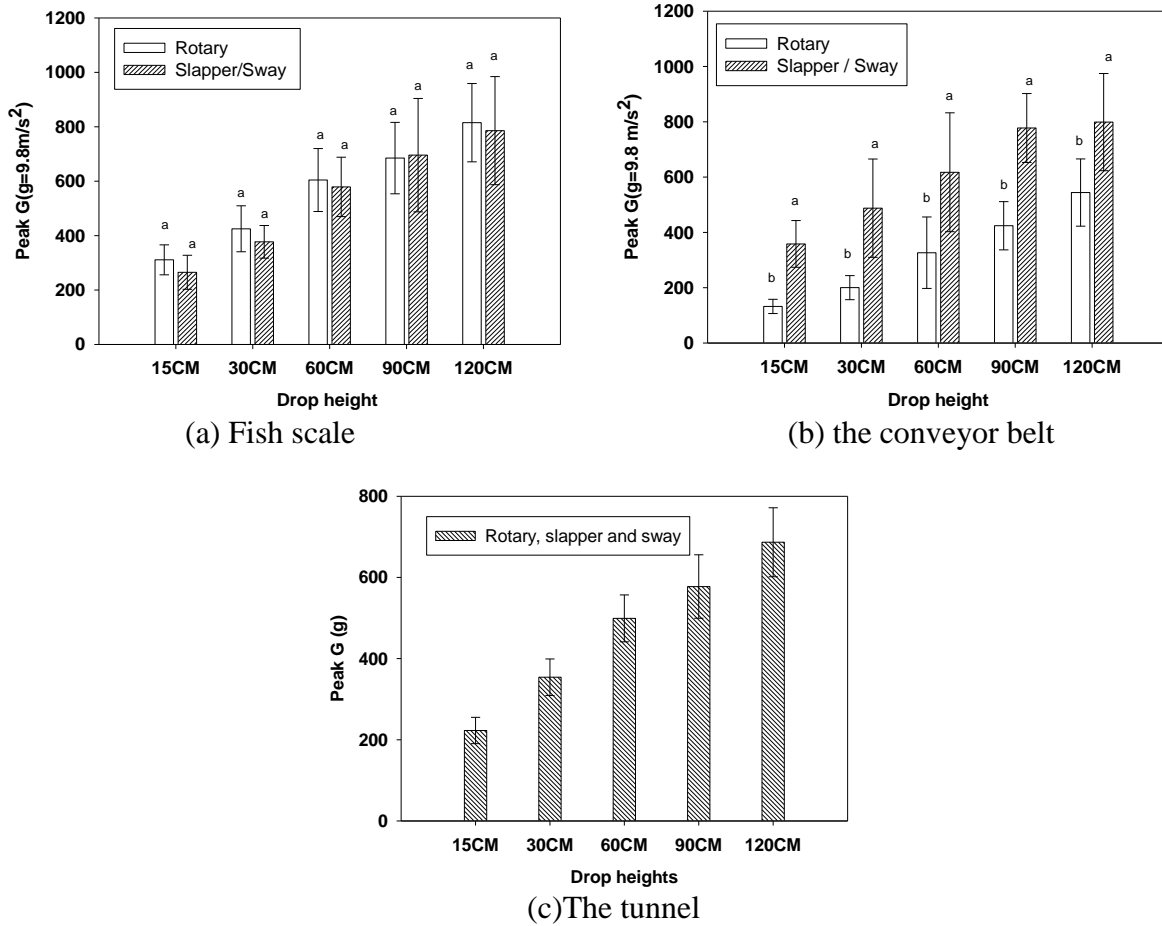 1200
1000
800
600
400
200
0
Peak G(g=9.8m/s2)
Rotary
Slapper/Sway
a a a a a a a a a a
15CM 30CM 60CM 90CM 120CM
Drop height
(a) Fish scale
1200
1000
800
600
400
200
0
Peak G(g=9.8 m/s2)
Rotary
Slapper / Sway
b a b a b a b a b a
15CM 30CM 60CM 90CM 120CM
Drop height
(b) the conveyor belt
800
600
400
200
0
Peak G (g)
Rotary, slapper and sway
15CM 30CM 60CM 90CM 120CM
Drop heights
(c)The tunnel